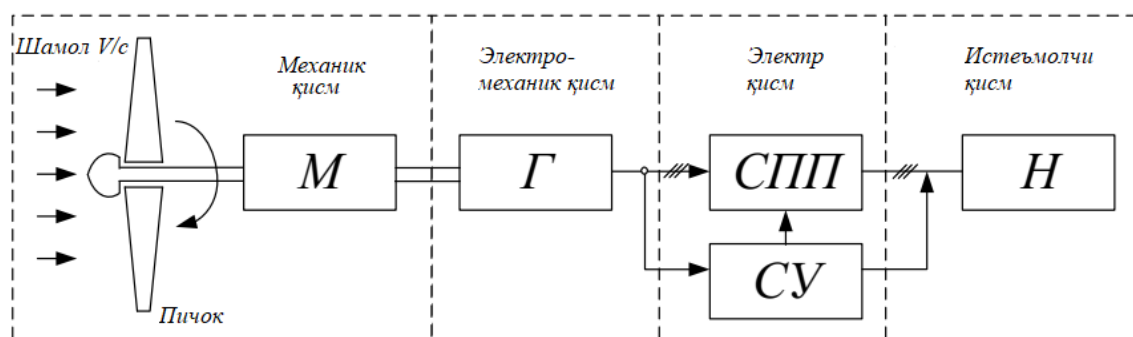 Шамол V/c
Механик
қисм
Электро-
механик қисм
Электр
қисм
Истеъмолчи
қисм
М
Г
СПП
Н
СУ
Пичок